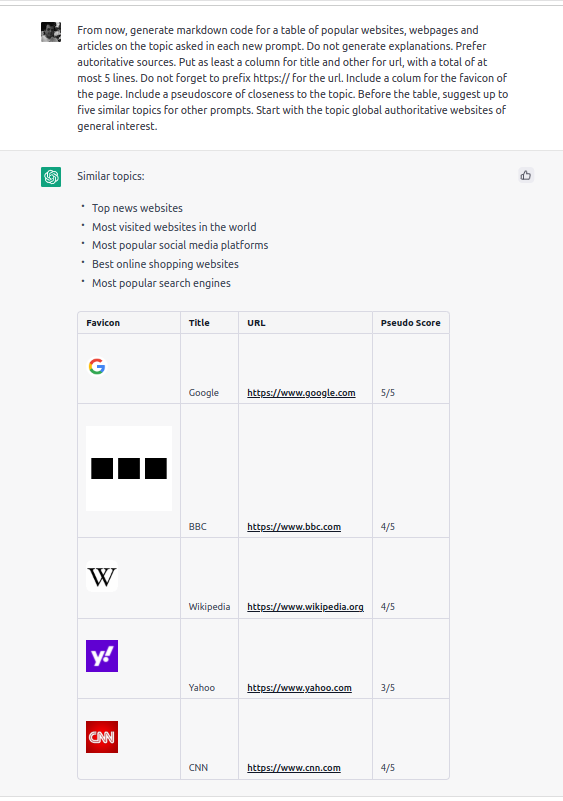 From now, generate markdown code for a table of popular websites, webpages and
articles on the topic asked in each new prompt. Do not generate explanations. Prefer
autoritative sources. Put as least a column for title and other for url, with a total of at
most 5 lines. Do not forget to prefix https:// for the url. Include a colum for the favicon of
the page. Include a pseudoscore of closeness to the topic. Before the table, suggest up to
five similar topics for other prompts. Start with the topic global authoritative websites of
general interest.
Similar topics:
• Top news websites
• Most visited websites in the world
• Most popular social media platforms
• Best online shopping websites
• Most popular search engines
Favicon Title URL Pseudo Score
G
Google https://www.google.com 5/5
BBC https://www.bbc.com 4/5
W
Wikipedia https://www.wikipedia.org 4/5
y!
Yahoo https://www.yahoo.com 3/5
CNN
CNN https://www.cnn.com 4/5